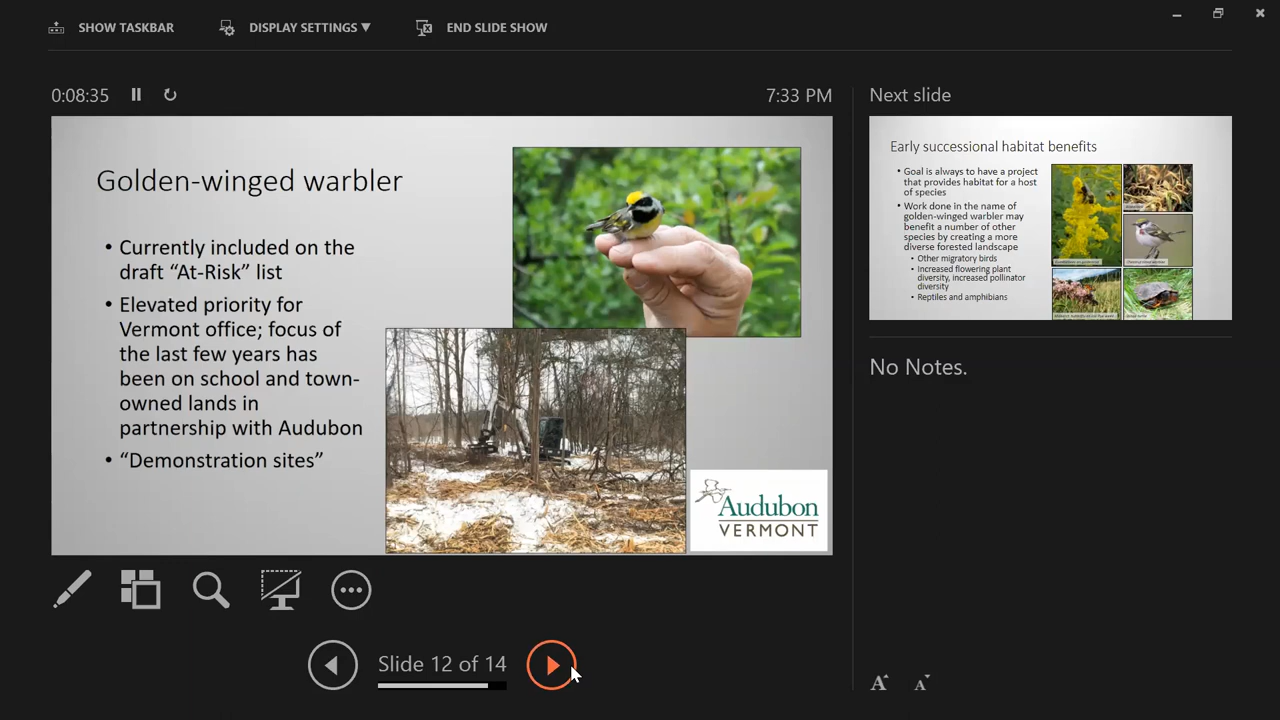 SHOW TASKBAR
DISPLAY SETTINGS ▼
END SLIDE SHOW
0:08:35
7:33 PM
Golden-winged warbler
• Currently included on the
draft “At-Risk” list
• Elevated priority for
Vermont office; focus of
the last few years has
been on school and town-
owned lands in
partnership with Audubon
• “Demonstration sites”
Audubon
VERMONT
Slide 12 of 14
Next slide
Early successional habitat benefits
• Goal is always to have a project
that provides habitat for a host
of species
• Work done in the name of
golden-winged warbler may
benefit a number of other
species by creating a more
diverse forested landscape
• Other migratory birds
• Increased flowering plant
diversity, increased pollinator
diversity
• Reptiles and amphibians
No Notes.
A A